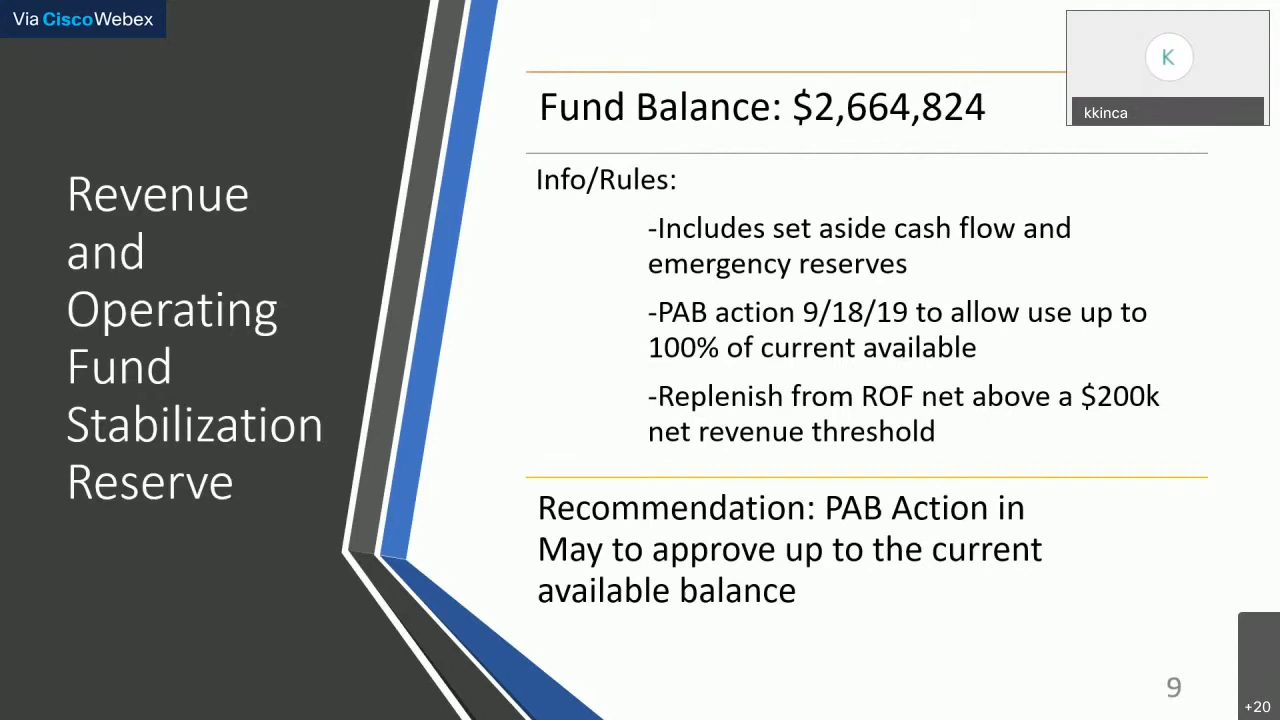 Via CiscoWebex
K
kkinca
Revenue
and
Operating
Fund
Stabilization
Reserve
Fund Balance: $2,664,824
Info/Rules:
-Includes set aside cash flow and
emergency reserves
-PAB action 9/18/19 to allow use up to
100% of current available
-Replenish from ROF net above a $200k
net revenue threshold
Recommendation: PAB Action in
May to approve up to the current
available balance
9
+20